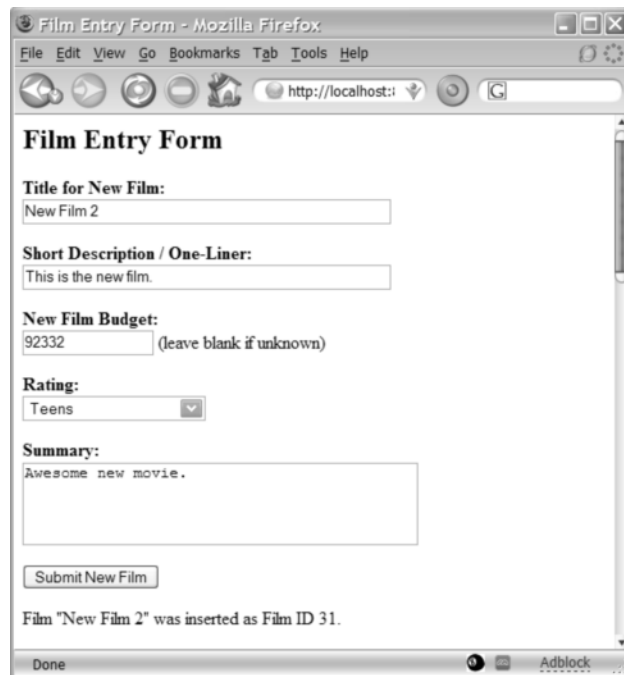 Film Entry Form - Mozilla Firefox
File Edit View Go Bookmarks Tab Tools Help
http://localhost:
G
Film Entry Form
Title for New Film:
New Film 2
Short Description / One-Liner:
This is the new film.
New Film Budget:
92332 (leave blank if unknown)
Rating:
Teens
Summary:
Awesome new movie.
Submit New Film
Film "New Film 2" was inserted as Film ID 31.
Done Adblock